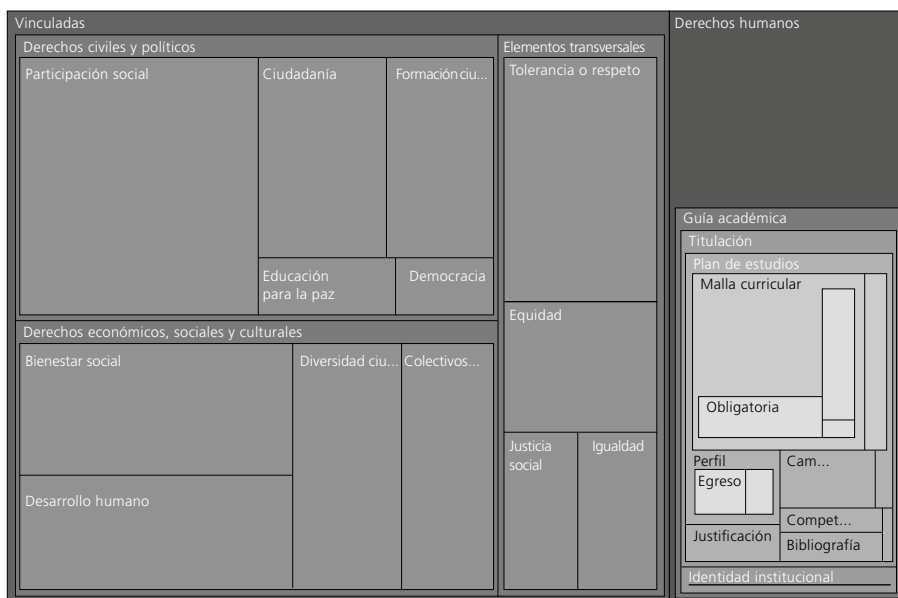 Vinculadas
Derechos civiles y políticos
Participación social
Ciudadanía
Formación ciu...
Educación
para la paz
Democracia
Derechos económicos, sociales y culturales
Bienestar social
Diversidad ciu...
Colectivos...
Desarrollo humano
Elementos transversales
Tolerancia o respeto
Equidad
Justicia
social
Igualdad
Derechos humanos
Guía académica
Titulación
Plan de estudios
Malla curricular
Obligatoria
Perfil
Egreso
Cam...
Justificación
Compet...
Bibliografía
Identidad institucional